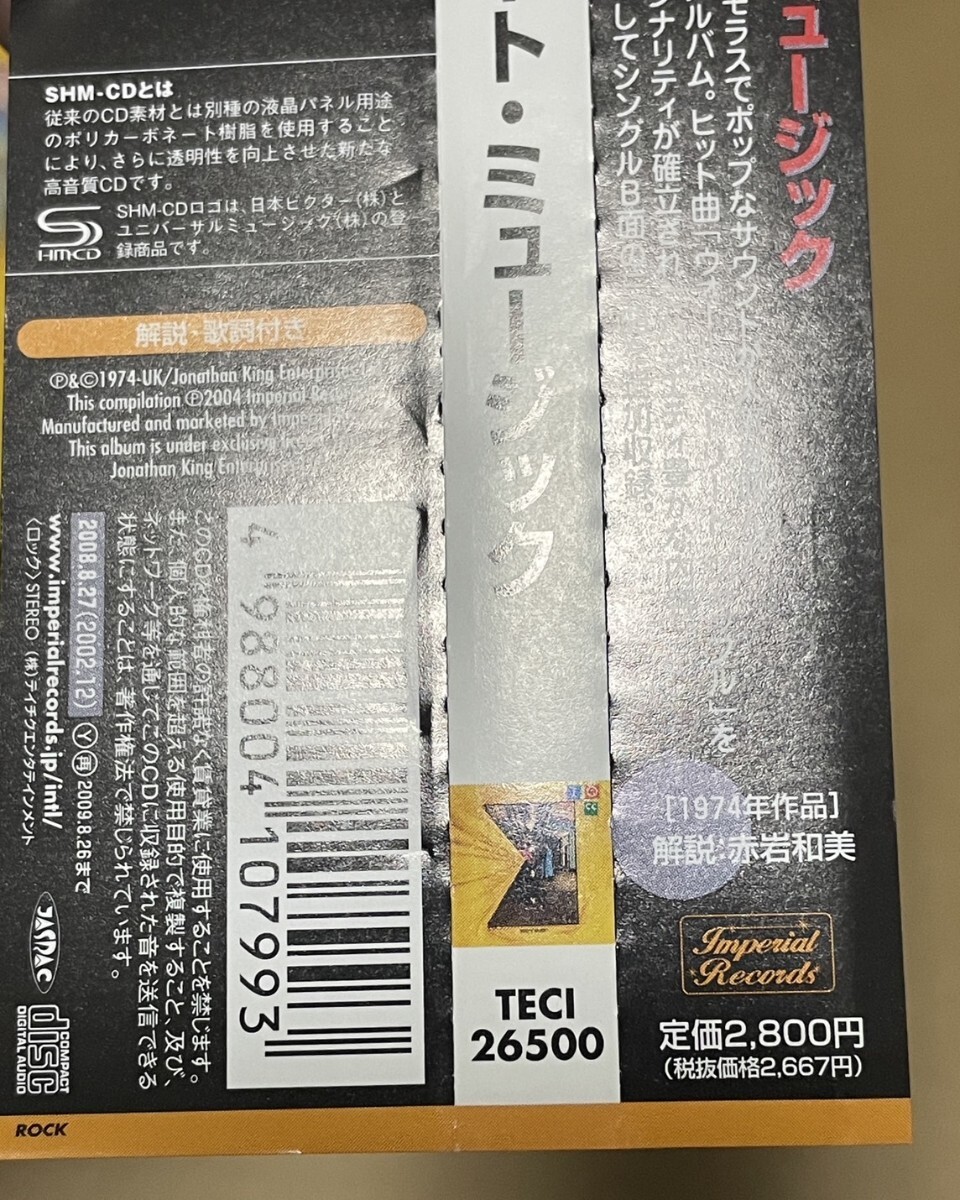 SHM-CDとは
従来のCD素材とは別種の液晶パネル用途
のポリカーボネート樹脂を使用すること
により、さらに透明性を向上させた新たな
高音質CDです。
HMCD
SHM-CDロゴは、日本ビクター(株)と
ユニバーサルミュージック(株)の登
録商品です。
解説・歌詞付き
Ⓟ&©1974-UK/Jonathan King Enterprises
This compilation Ⓟ2004 Imperial
Manufactured and marketed by
This album is under exclusive
Jonathan King
このCDを権利者の許諾なく賃貸業に使用することを禁じます。
また、個人的な範囲を超える使用目的で複製すること、及び、
ネットワーク等を通じてこのCDに収録された音を送信できる
状態にすることは、著作権法で禁じられています。
2008.8.27(2002.12) Ⓨ㊞2009.8.26まで
www.imperialrecords.jp/intl/
〈ロック〉STEREO (株)テイチクエンタテインメント
4 988004 107993
JASRAC
COMPACT
disc
DIGITAL AUDIO
ROCK
ト・ミュージック
TECI
26500
ュージック
モラスでポップなサウンドが
ルバム。ヒット曲「ウィ
ナリティが確立され
してシングルB面の
加収録。
」を
[1974年作品]
解説:赤岩和美
Imperial
Records
定価2,800円
(税抜価格2,667円)